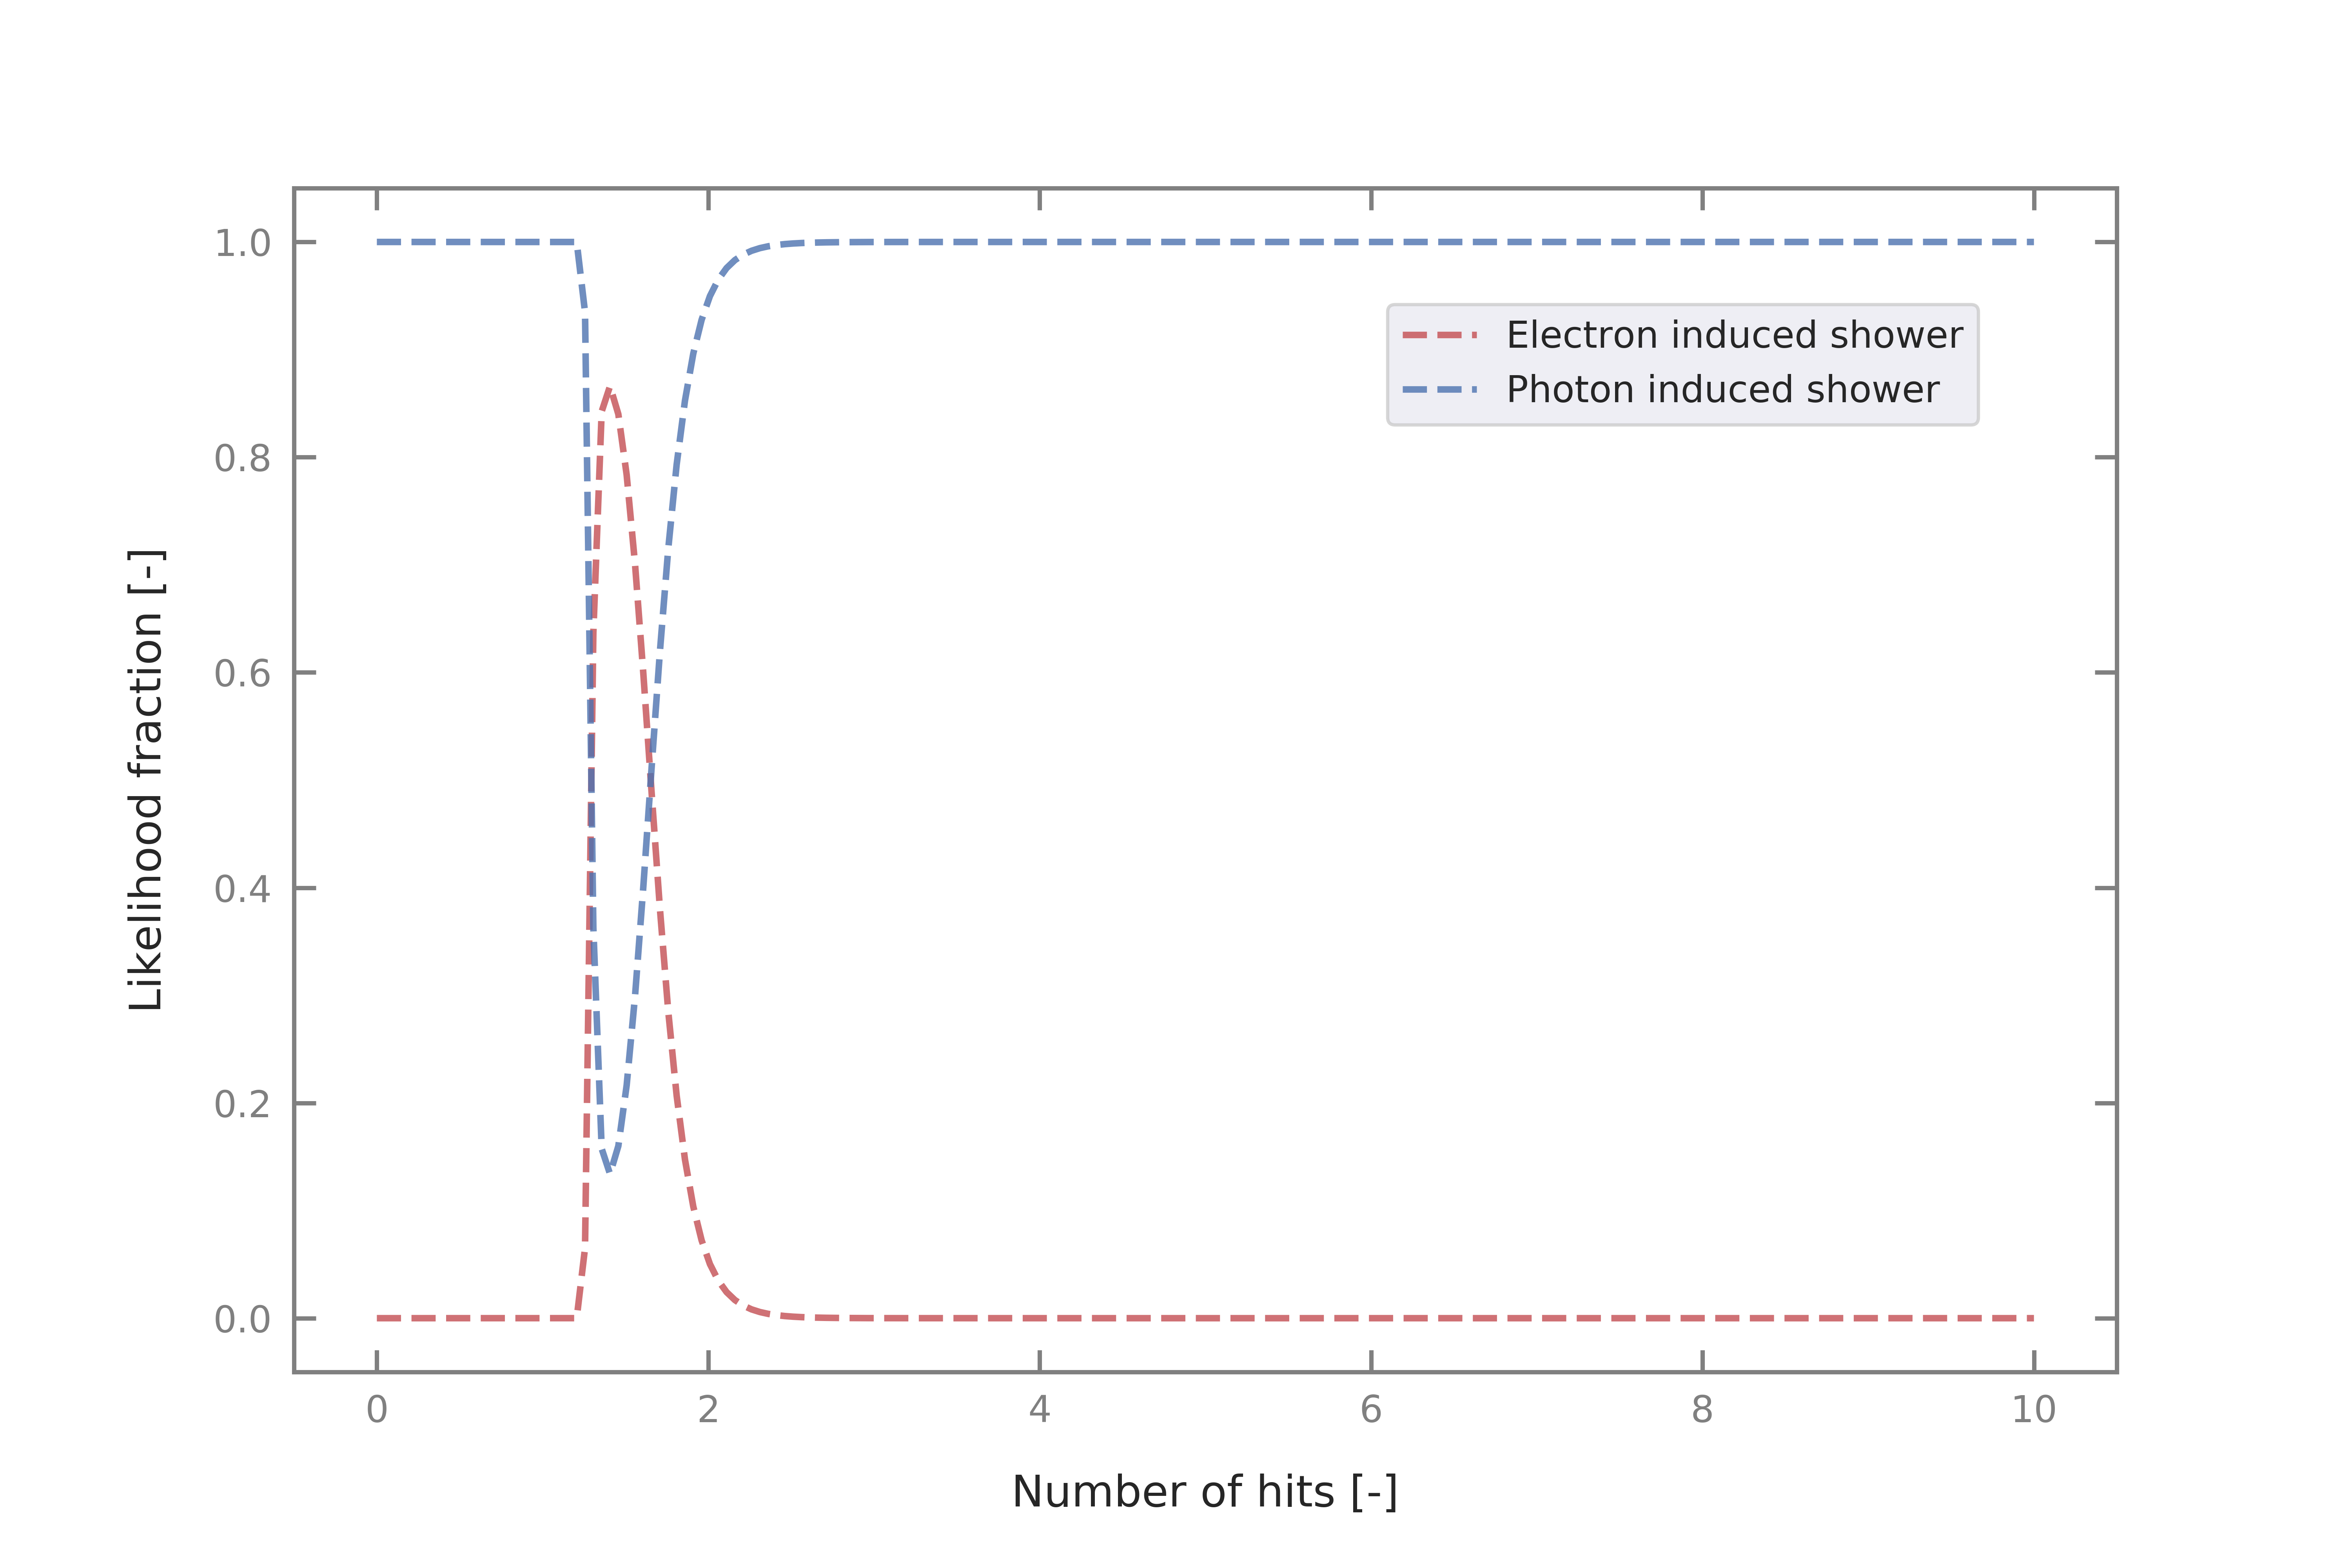 1.0
0.8
0.6
0.4
0.2
0.0
Likelihood fraction [-]
Electron induced shower
Photon induced shower
0 2 4 6 8 10
Number of hits [-]